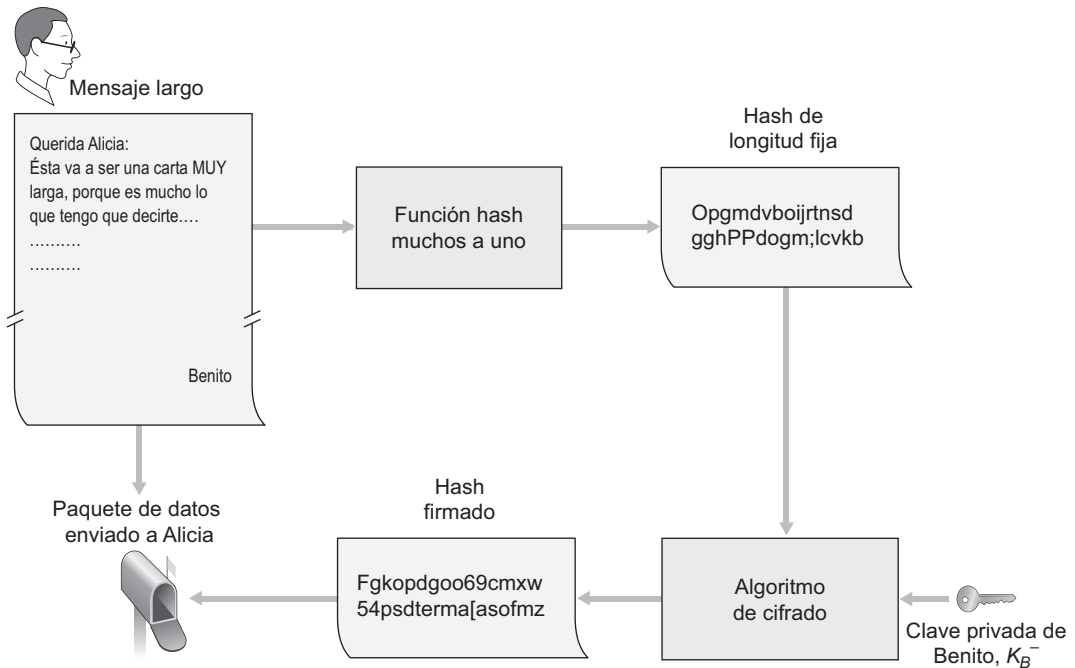 Mensaje largo
Querida Alicia:
Ésta va a ser una carta MUY
larga, porque es mucho lo
que tengo que decirte....
..........
..........
Benito
Función hash
muchos a uno
Hash de
longitud fija
Opgmdvboijrtnsd
gghPPdogm;lcvkb
Paquete de datos
enviado a Alicia
Hash
firmado
Fgkopdgoo69cmxw
54psdterma[asofmz
Algoritmo
de cifrado
Clave privada de
Benito, K_B^-